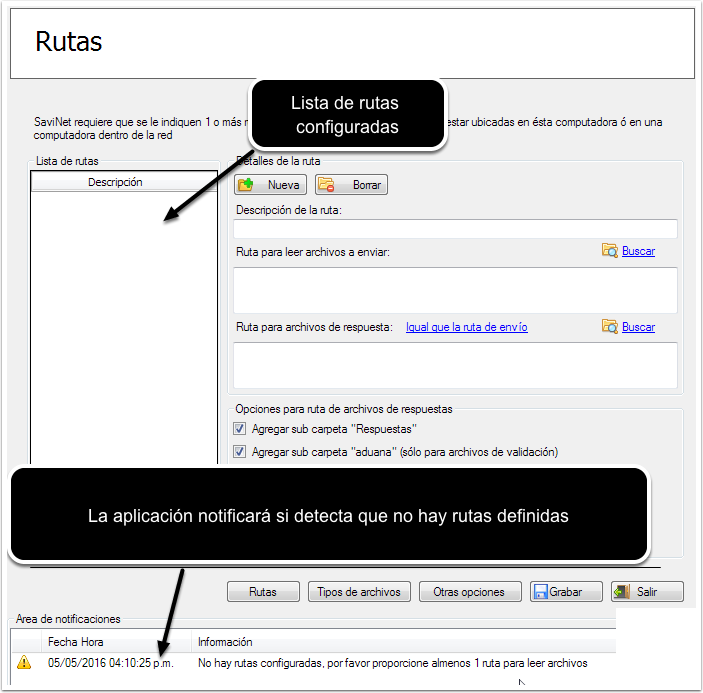 Rutas
Lista de rutas
configuradas
SaviNet requiere que se le indiquen 1 o más estar ubicadas en ésta computadora ó en una
computadora dentro de la red
Lista de rutas
Descripción
Detalles de la ruta
Nueva Borrar
Descripción de la ruta:
Ruta para leer archivos a enviar: Buscar
Ruta para archivos de respuesta: Igual que la ruta de envío Buscar
Opciones para ruta de archivos de respuestas
Agregar sub carpeta "Respuestas"
Agregar sub carpeta "aduana" (sólo para archivos de validación)
La aplicación notificará si detecta que no hay rutas definidas
Rutas Tipos de archivos Otras opciones Grabar Salir
Area de notificaciones
Fecha Hora Información
05/05/2016 04:10:25 p.m. No hay rutas configuradas, por favor proporcione almenos 1 ruta para leer archivos